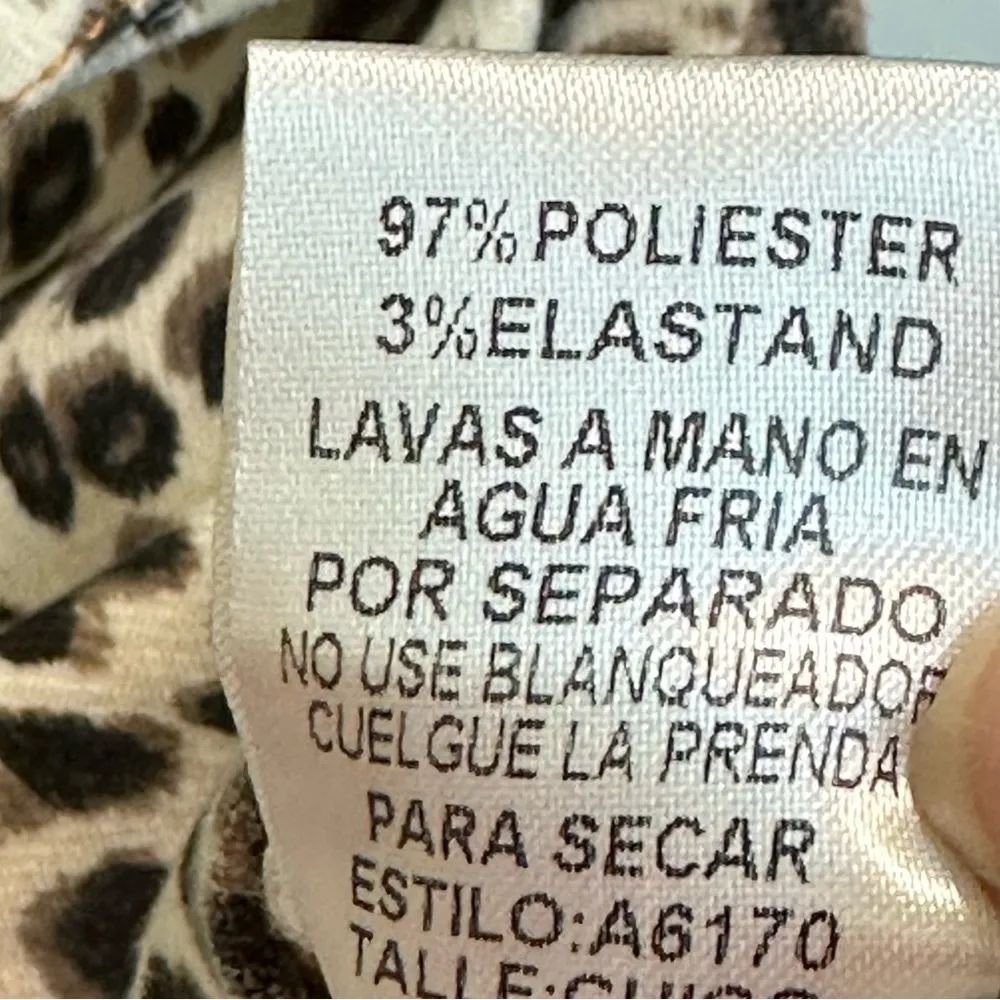 97% POLIESTER
3% ELASTAND
LAVAS A MANO EN
AGUA FRIA
POR SEPARADO
NO USE BLANQUEADOR
CUELGUE LA PRENDA
PARA SECAR
ESTILO:A6170
TALLE: